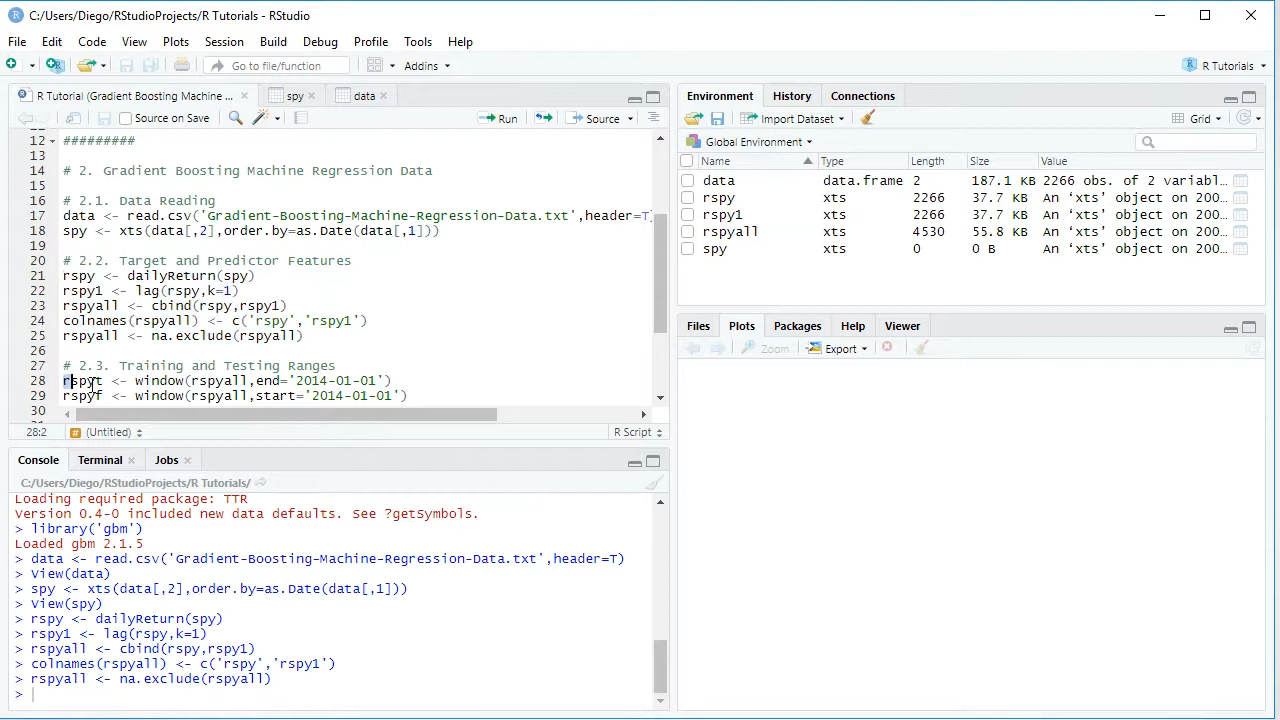 C:/Users/Diego/RStudioProjects/R Tutorials - RStudio
File Edit Code View Plots Session Build Debug Profile Tools Help
Go to file/function Addins R Tutorials
R Tutorial (Gradient Boosting Machine ... spy data
Source on Save Run Source
12 #########
13
14 # 2. Gradient Boosting Machine Regression Data
15
16 # 2.1. Data Reading
17 data <- read.csv('Gradient-Boosting-Machine-Regression-Data.txt',header=T
18 spy <- xts(data[,2],order.by=as.Date(data[,1]))
19
20 # 2.2. Target and Predictor Features
21 rspy <- dailyReturn(spy)
22 rspy1 <- lag(rspy,k=1)
23 rspyall <- cbind(rspy,rspy1)
24 colnames(rspyall) <- c('rspy','rspy1')
25 rspyall <- na.exclude(rspyall)
26
27 # 2.3. Training and Testing Ranges
28 rspyt <- window(rspyall,end='2014-01-01')
29 rspyf <- window(rspyall,start='2014-01-01')
30
28:2 # (Untitled) R Script
Console Terminal Jobs
C:/Users/Diego/RStudioProjects/R Tutorials/
Loading required package: TTR
Version 0.4-0 included new data defaults. See ?getSymbols.
> library('gbm')
Loaded gbm 2.1.5
> data <- read.csv('Gradient-Boosting-Machine-Regression-Data.txt',header=T)
> View(data)
> spy <- xts(data[,2],order.by=as.Date(data[,1]))
> View(spy)
> rspy <- dailyReturn(spy)
> rspy1 <- lag(rspy,k=1)
> rspyall <- cbind(rspy,rspy1)
> colnames(rspyall) <- c('rspy','rspy1')
> rspyall <- na.exclude(rspyall)
>
Environment History Connections
Import Dataset Grid
Global Environment
Name Type Length Size Value
data data.frame 2 187.1 KB 2266 obs. of 2 variabl…
rspy xts 2266 37.7 KB An ‘xts’ object on 200…
rspy1 xts 2266 37.7 KB An ‘xts’ object on 200…
rspyall xts 4530 55.8 KB An ‘xts’ object on 200…
spy xts 0 0 B An ‘xts’ object on 200…
Files Plots Packages Help Viewer
Zoom Export